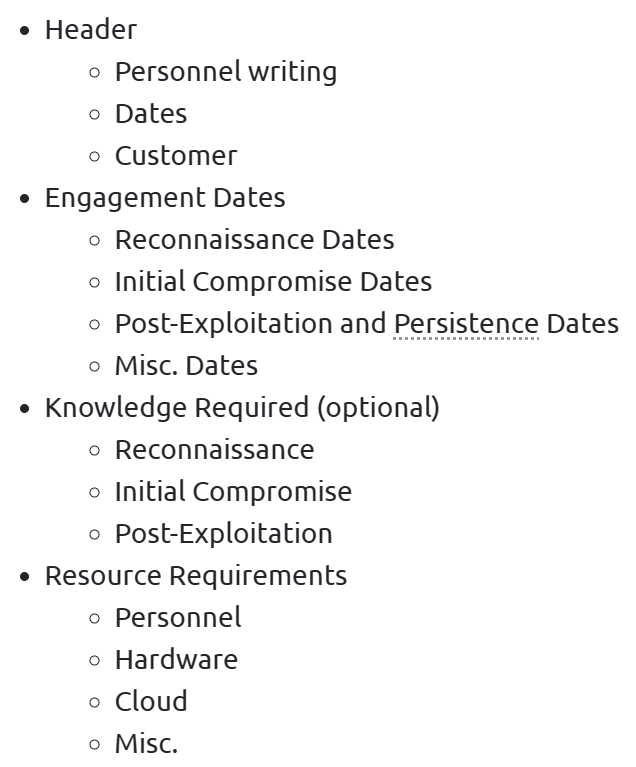 Header
Personnel writing
Dates
Customer
Engagement Dates
Reconnaissance Dates
Initial Compromise Dates
Post-Exploitation and Persistence Dates
Misc. Dates
Knowledge Required (optional)
Reconnaissance
Initial Compromise
Post-Exploitation
Resource Requirements
Personnel
Hardware
Cloud
Misc.